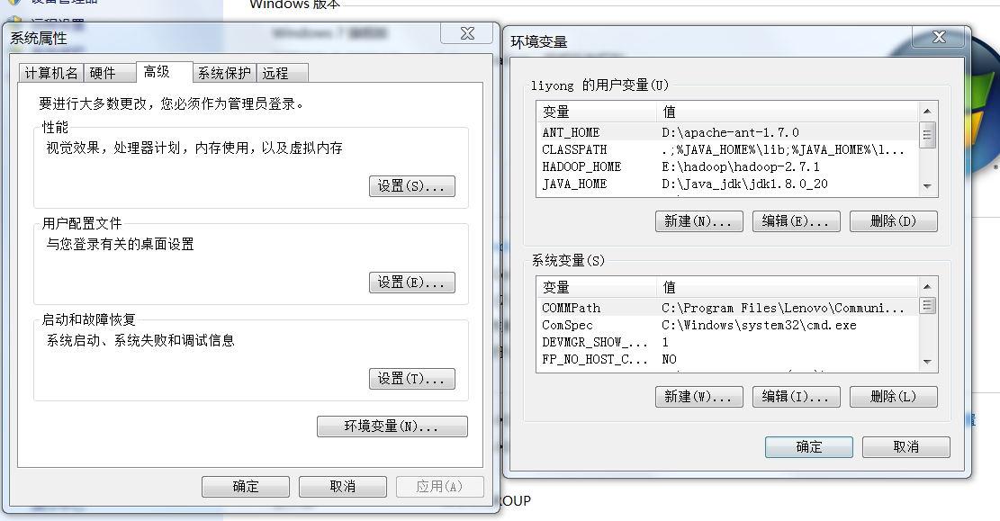 Windows 版本
设备管理器
远程设置
系统属性
计算机名 硬件 高级 系统保护 远程
要进行大多数更改，您必须作为管理员登录。
性能
视觉效果，处理器计划，内存使用，以及虚拟内存
设置(S)...
用户配置文件
与您登录有关的桌面设置
设置(E)...
启动和故障恢复
系统启动、系统失败和调试信息
设置(T)...
环境变量(N)...
确定 取消 应用(A)
环境变量
liyong 的用户变量(U)
变量 值
ANT_HOME D:\apache-ant-1.7.0
CLASSPATH .;%JAVA_HOME%\lib;%JAVA_HOME%\l...
HADOOP_HOME E:\hadoop\hadoop-2.7.1
JAVA_HOME D:\Java_jdk\jdk1.8.0_20
新建(N)... 编辑(E)... 删除(D)
系统变量(S)
变量 值
COMMPath C:\Program Files\Lenovo\Communi...
ComSpec C:\Windows\system32\cmd.exe
DEVMGR_SHOW_... 1
FP_NO_HOST_C... NO
新建(W)... 编辑(I)... 删除(L)
确定 取消
OUP